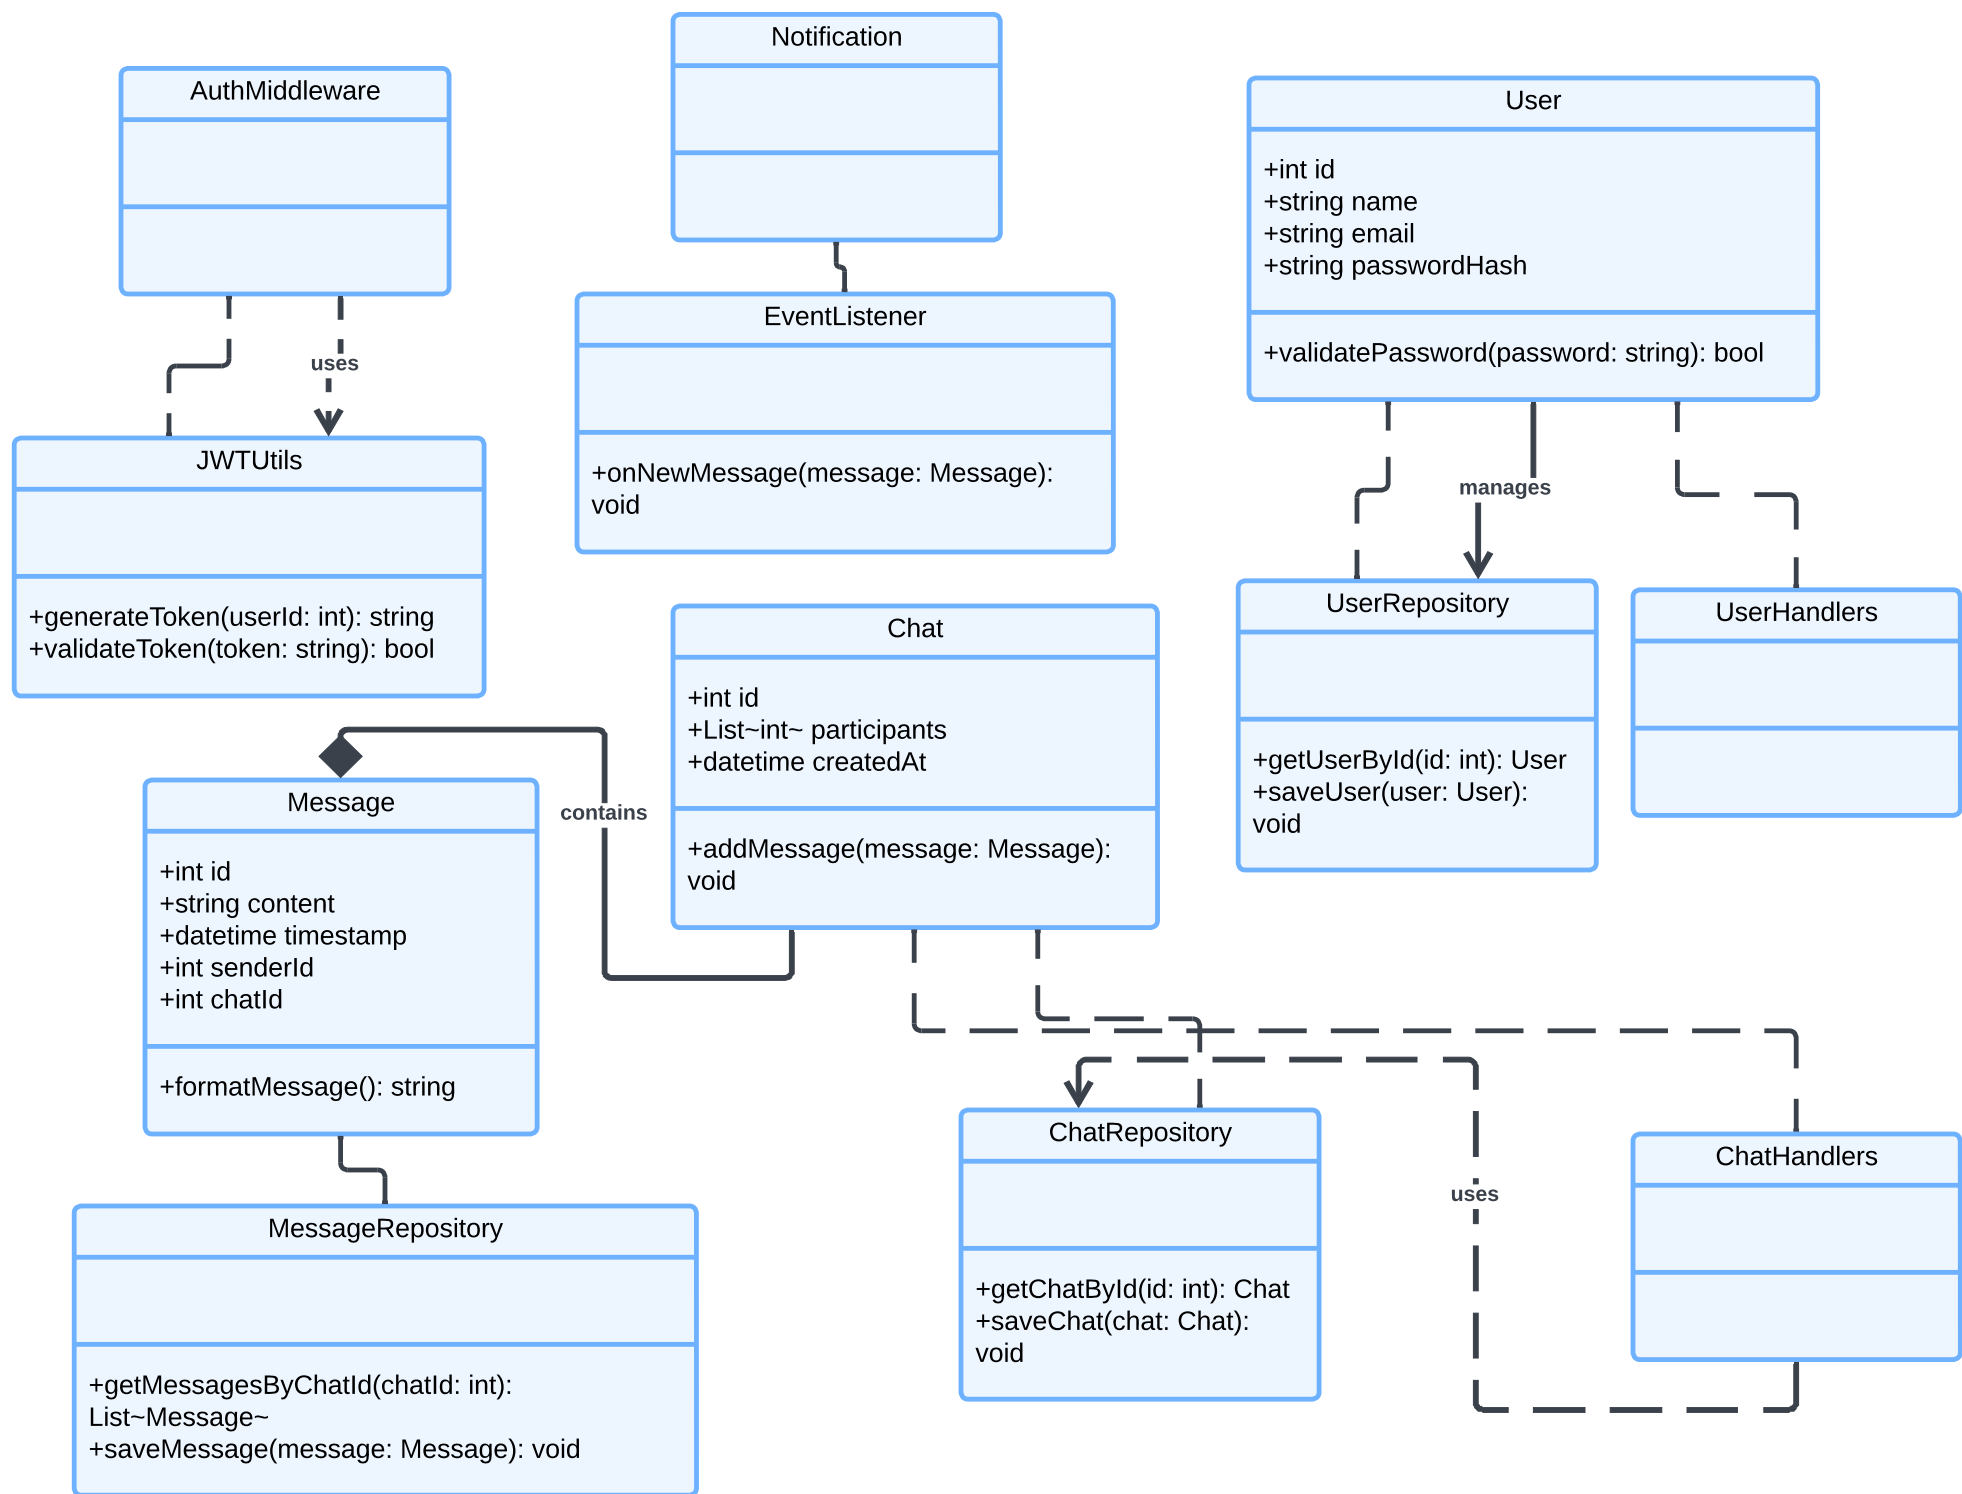 Notification
AuthMiddleware
User
+int id
+string name
+string email
+string passwordHash
+validatePassword(password: string): bool
EventListener
+onNewMessage(message: Message):
void
uses
manages
JWTUtils
+generateToken(userId: int): string
+validateToken(token: string): bool
UserRepository
+getUserById(id: int): User
+saveUser(user: User):
void
UserHandlers
Chat
+int id
+List~int~ participants
+datetime createdAt
+addMessage(message: Message):
void
contains
Message
+int id
+string content
+datetime timestamp
+int senderId
+int chatId
+formatMessage(): string
ChatRepository
+getChatById(id: int): Chat
+saveChat(chat: Chat):
void
uses
ChatHandlers
MessageRepository
+getMessagesByChatId(chatId: int):
List~Message~
+saveMessage(message: Message): void